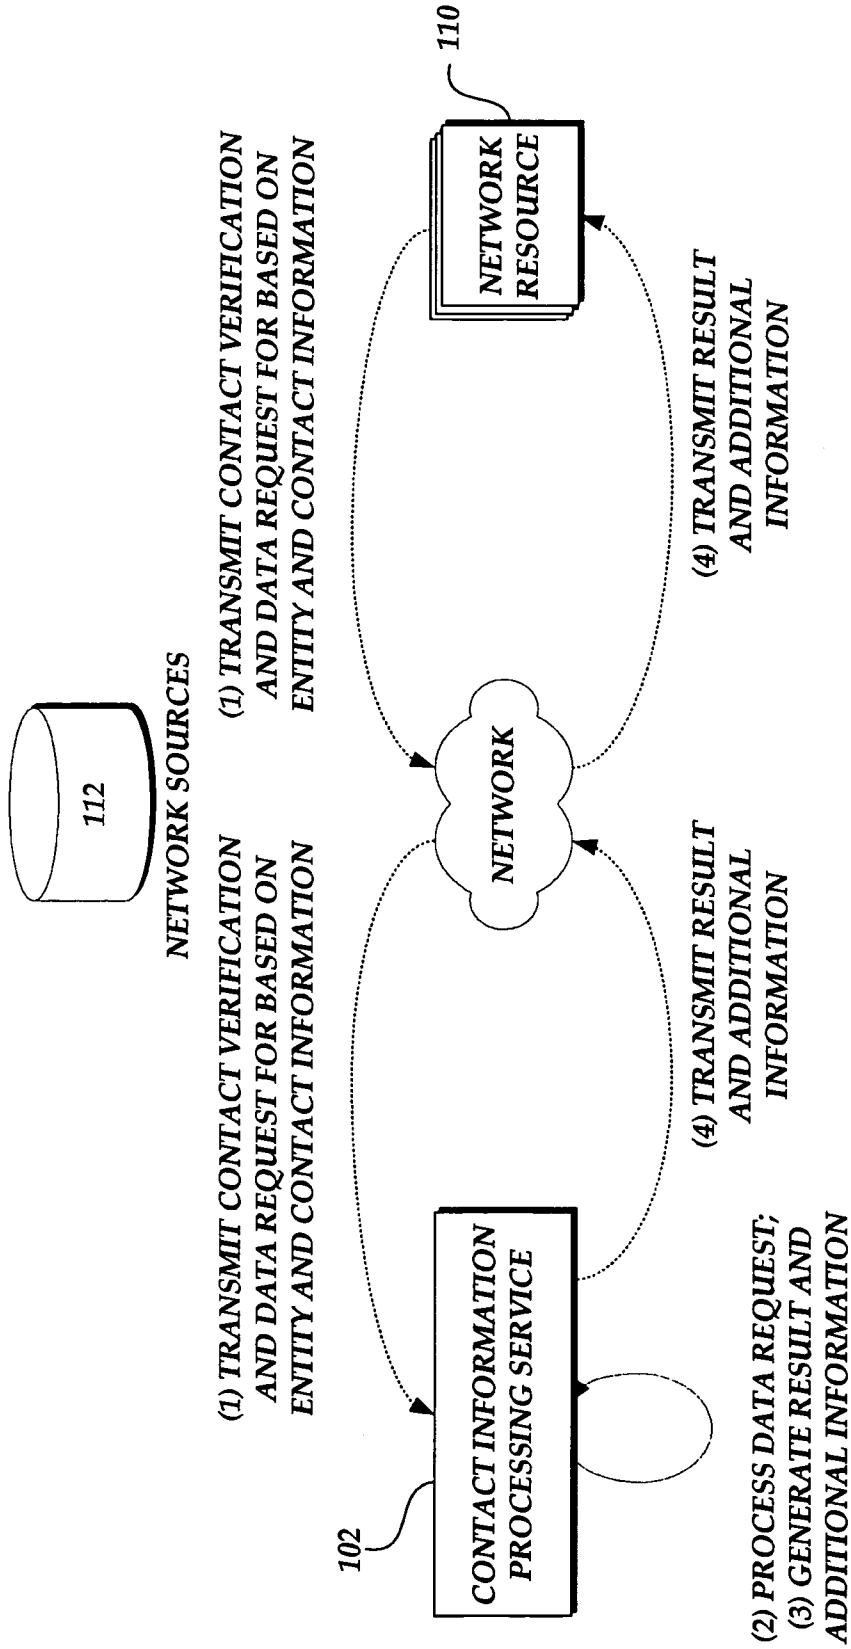 112
NETWORK SOURCES
(1) TRANSMIT CONTACT VERIFICATION
AND DATA REQUEST FOR BASED ON
ENTITY AND CONTACT INFORMATION
(1) TRANSMIT CONTACT VERIFICATION
AND DATA REQUEST FOR BASED ON
ENTITY AND CONTACT INFORMATION
102
CONTACT INFORMATION
PROCESSING SERVICE
NETWORK
NETWORK
RESOURCE
110
(4) TRANSMIT RESULT
AND ADDITIONAL
INFORMATION
(4) TRANSMIT RESULT
AND ADDITIONAL
INFORMATION
(2) PROCESS DATA REQUEST;
(3) GENERATE RESULT AND
ADDITIONAL INFORMATION